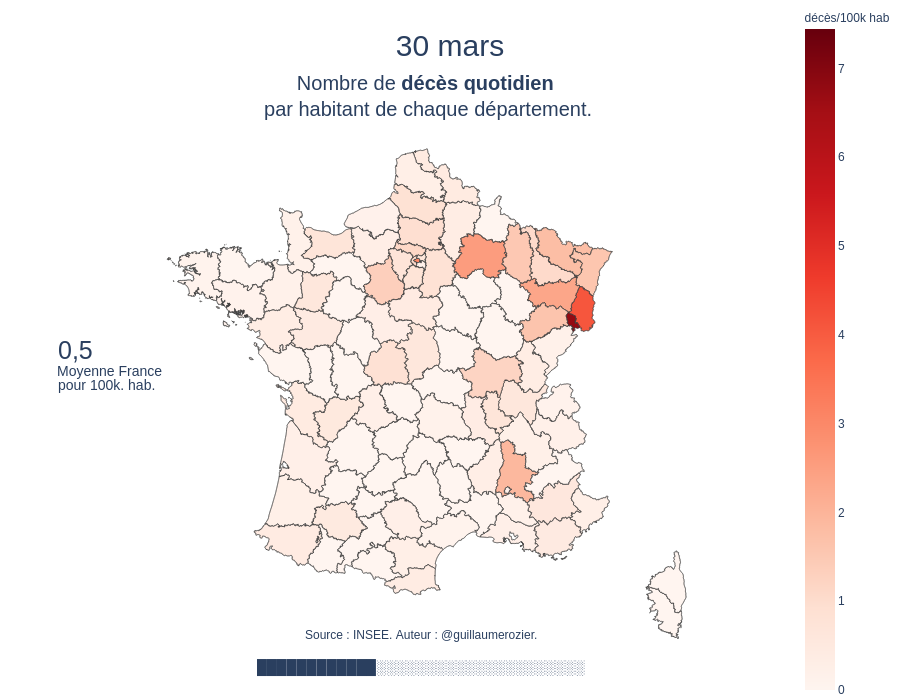 décès/100k hab
30 mars
Nombre de décès quotidien
par habitant de chaque département.
7
6
5
4
3
2
1
0
0,5
Moyenne France
pour 100k. hab.
Source : INSEE. Auteur : @guillaumerozier.